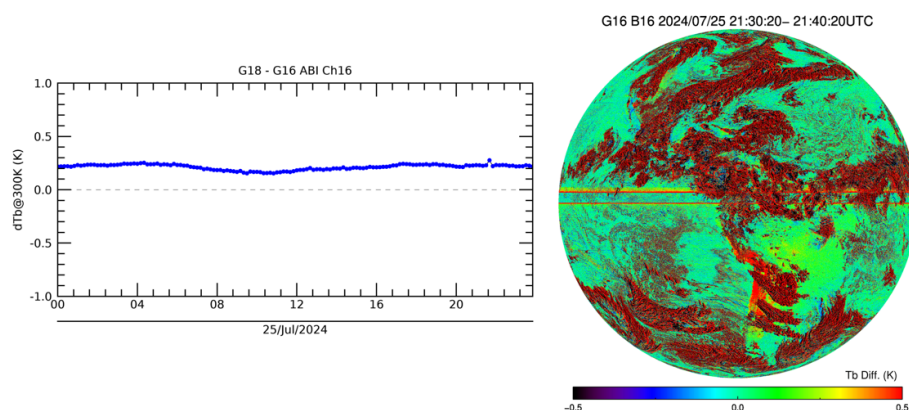 G18 - G16 ABI Ch16
1.0
0.5
dTb@300K (K)
0.0
-0.5
-1.0
00 04 08 12 16 20
25/Jul/2024
G16 B16 2024/07/25 21:30:20− 21:40:20UTC
Tb Diff. (K)
−0.5 0.0 0.5